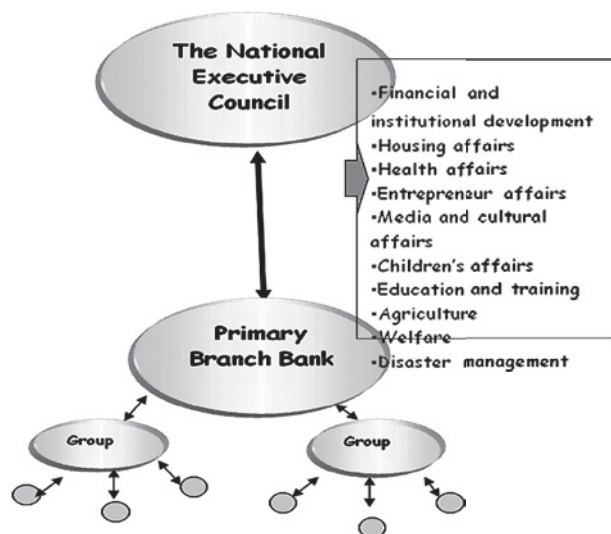 The National
Executive
Council
•Financial and
institutional development
•Housing affairs
•Health affairs
•Entrepreneur affairs
•Media and cultural
affairs
•Children's affairs
•Education and training
•Agriculture
•Welfare
•Disaster management
Primary
Branch Bank
Group
Group